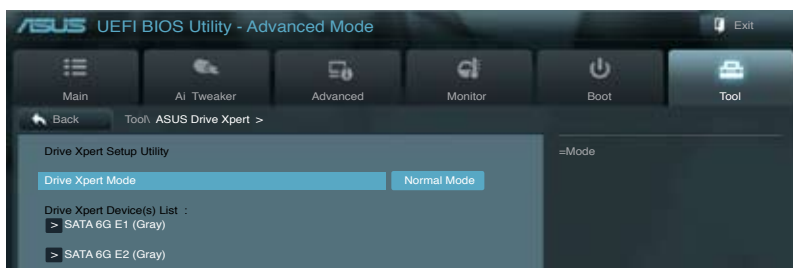 ASUS UEFI BIOS Utility - Advanced Mode
Exit
Main
Ai Tweaker
Advanced
Monitor
Boot
Tool
Back
Tool\ ASUS Drive Xpert >
Drive Xpert Setup Utility
=Mode
Drive Xpert Mode
Normal Mode
Drive Xpert Device(s) List :
> SATA 6G E1 (Gray)
> SATA 6G E2 (Gray)